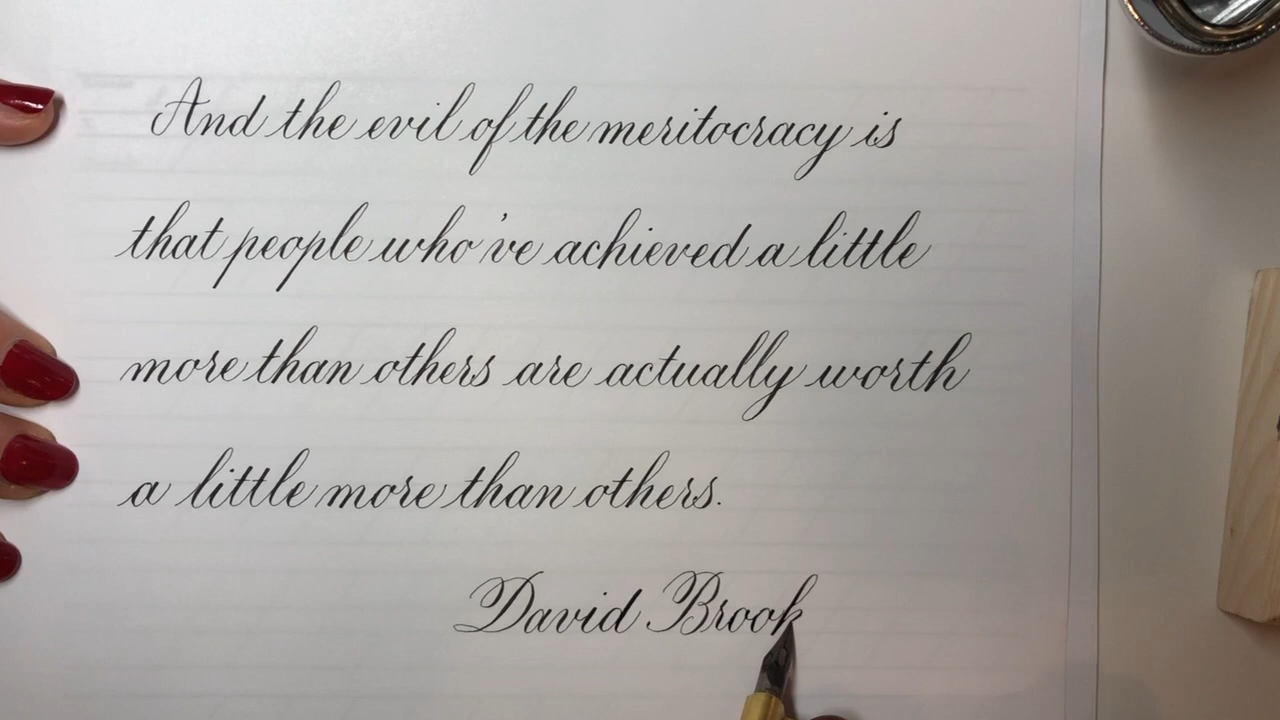 And the evil of the meritocracy is
that people who've achieved a little
more than others are actually worth
a little more than others.
David Brook